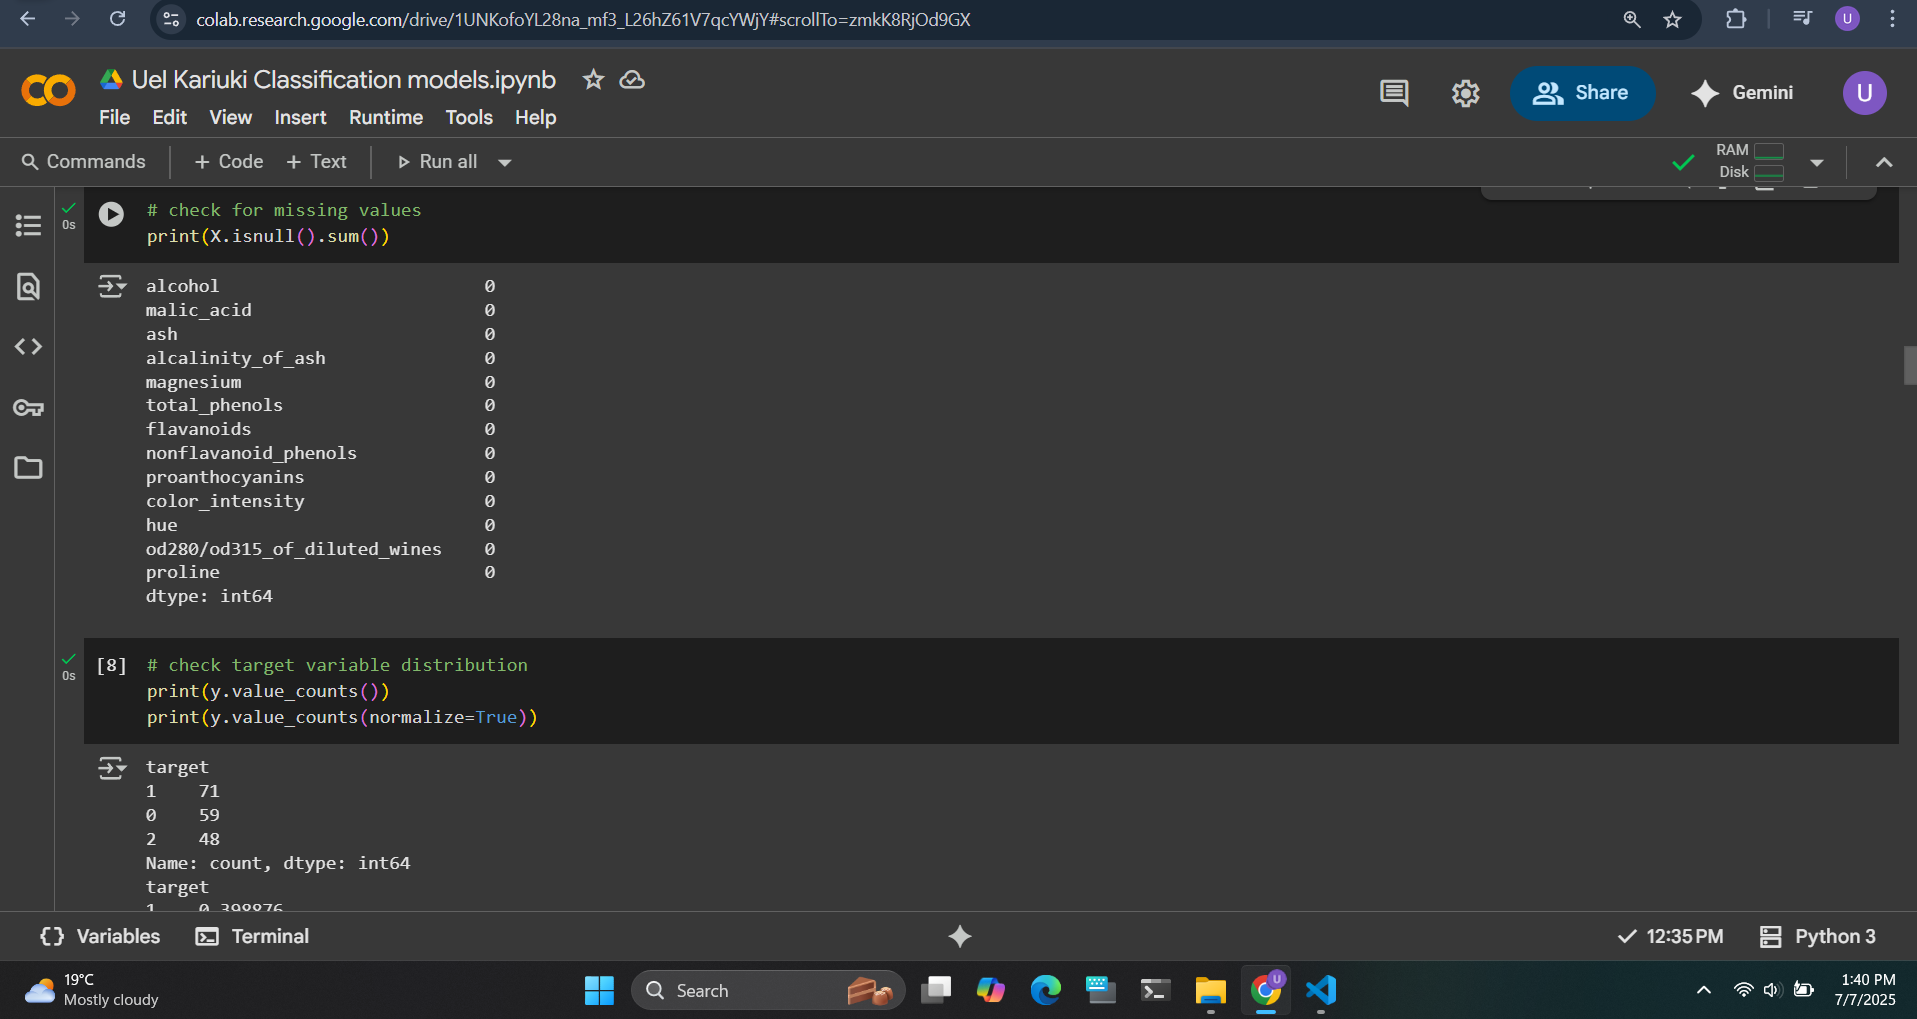 colab.research.google.com/drive/1UNKofoYL28na_mf3_L26hZ61V7qcYWjY#scrollTo=zmkK8RjOd9GX
U
Uel Kariuki Classification models.ipynb
File Edit View Insert Runtime Tools Help
Share
Gemini
U
Commands + Code + Text Run all
RAM
Disk
0s
# check for missing values
print(X.isnull().sum())
alcohol 0
malic_acid 0
ash 0
alcalinity_of_ash 0
magnesium 0
total_phenols 0
flavanoids 0
nonflavanoid_phenols 0
proanthocyanins 0
color_intensity 0
hue 0
od280/od315_of_diluted_wines 0
proline 0
dtype: int64
0s
[8] # check target variable distribution
print(y.value_counts())
print(y.value_counts(normalize=True))
target
1 71
0 59
2 48
Name: count, dtype: int64
target
1 0.398876
Variables Terminal 12:35 PM Python 3
19°C
Mostly cloudy
Search
U
1:40 PM
7/7/2025